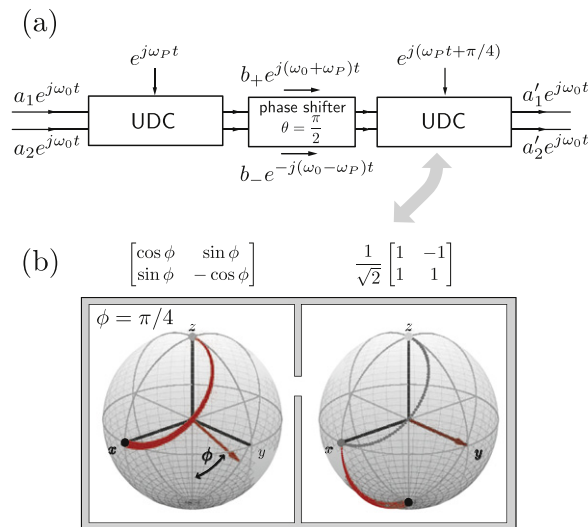 (a)
e^{jω_P t}
b_+ e^{j(ω_0+ω_P)t}
e^{j(ω_P t+π/4)}
a_1 e^{jω_0 t}
a_2 e^{jω_0 t}
UDC
phase shifter
θ = π/2
UDC
a'_1 e^{jω_0 t}
a'_2 e^{jω_0 t}
b_- e^{-j(ω_0-ω_P)t}
(b)
[cos φ sin φ
sin φ − cos φ]
1/√2 [1 −1
1 1]
φ = π/4
z
x
φ
y
z
x
y